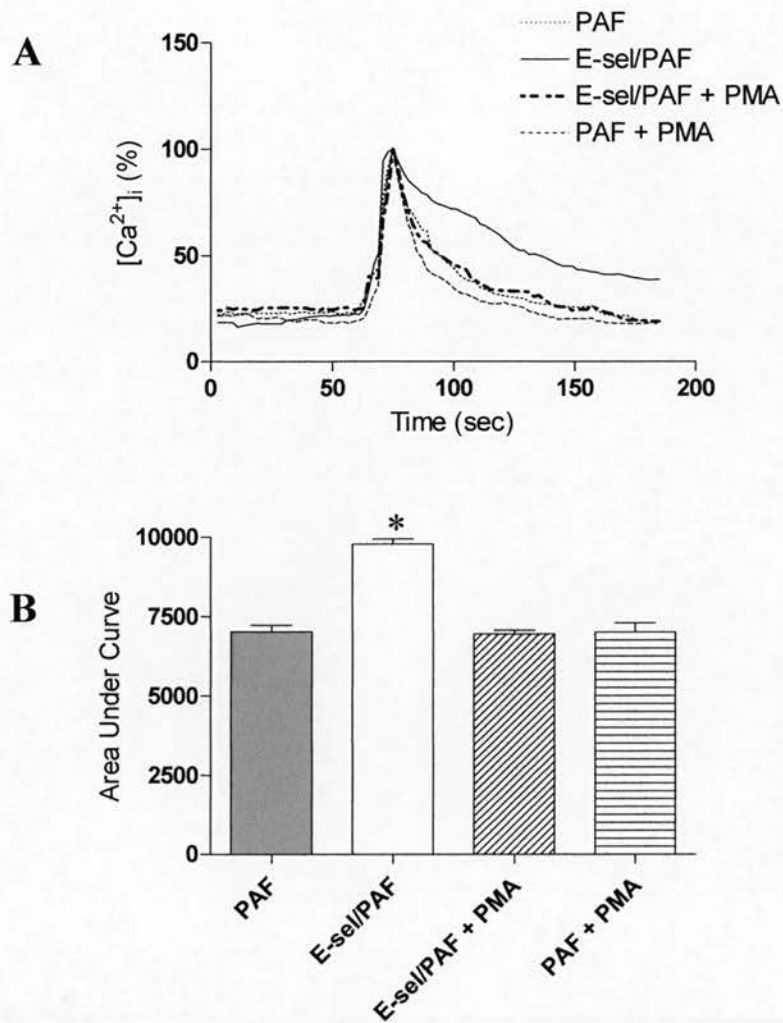 A
PAF
E-sel/PAF
E-sel/PAF + PMA
PAF + PMA
150
100
50
0
[Ca²⁺]ᵢ (%)
0 50 100 150 200
Time (sec)
B
*
10000
7500
5000
2500
0
Area Under Curve
PAF
E-sel/PAF
E-sel/PAF + PMA
PAF + PMA